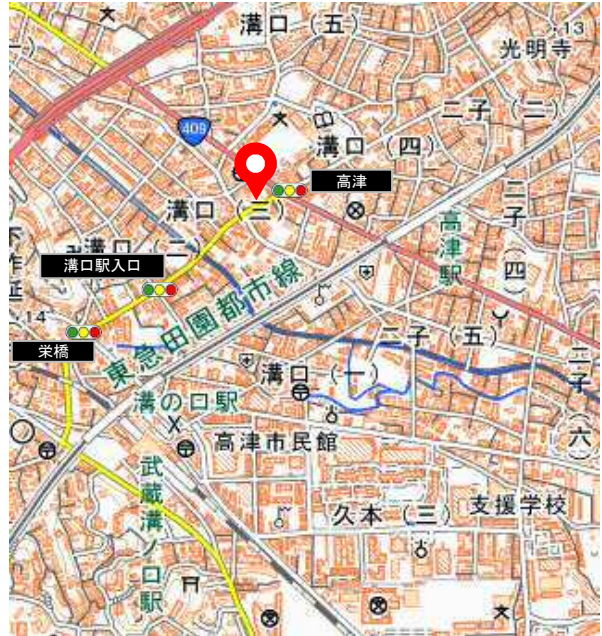 溝口（五）
13
光明寺
二子（二）
409
溝口（四）
高津
溝口（三）
二子（四）
高津駅
溝口（二）
溝口駅入口
14
東急田園都市線
栄橋
二子（五）
溝口（一）
二子（六）
溝の口駅
高津市民館
武蔵溝ノ口駅
久本（三）
支援学校